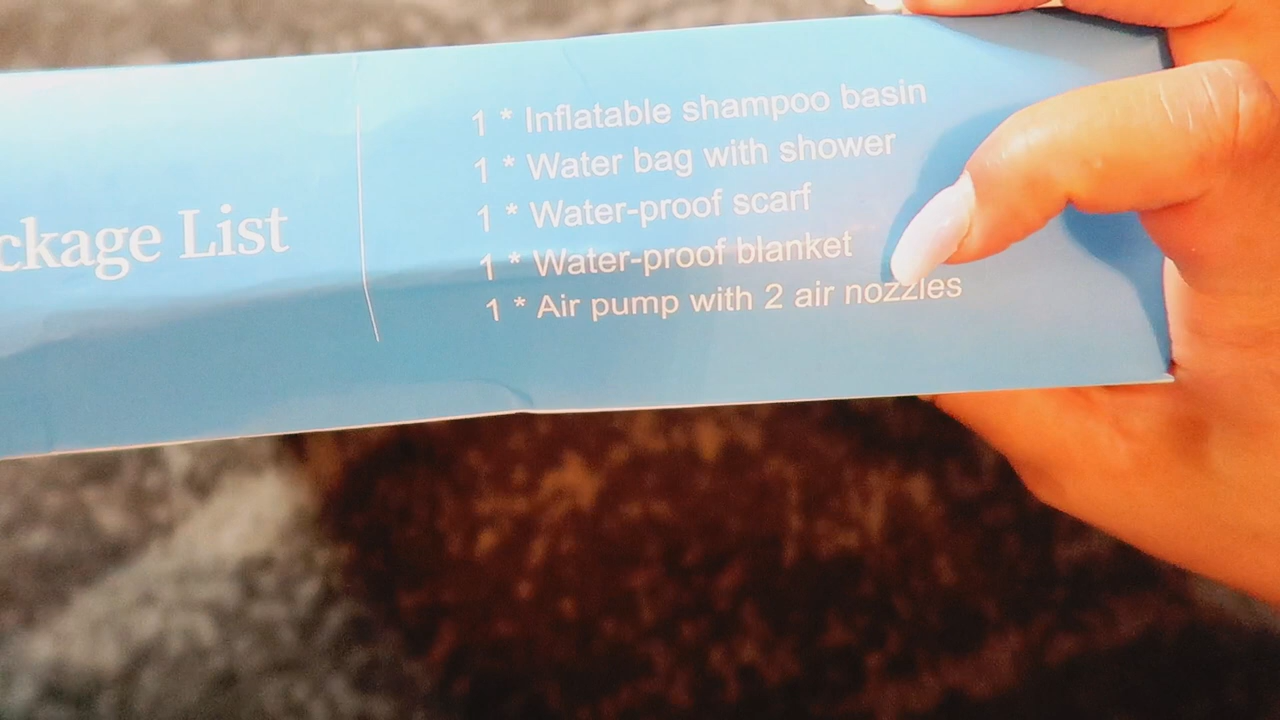 ckage List
1 * Inflatable shampoo basin
1 * Water bag with shower
1 * Water-proof scarf
1 * Water-proof blanket
1 * Air pump with 2 air nozzles